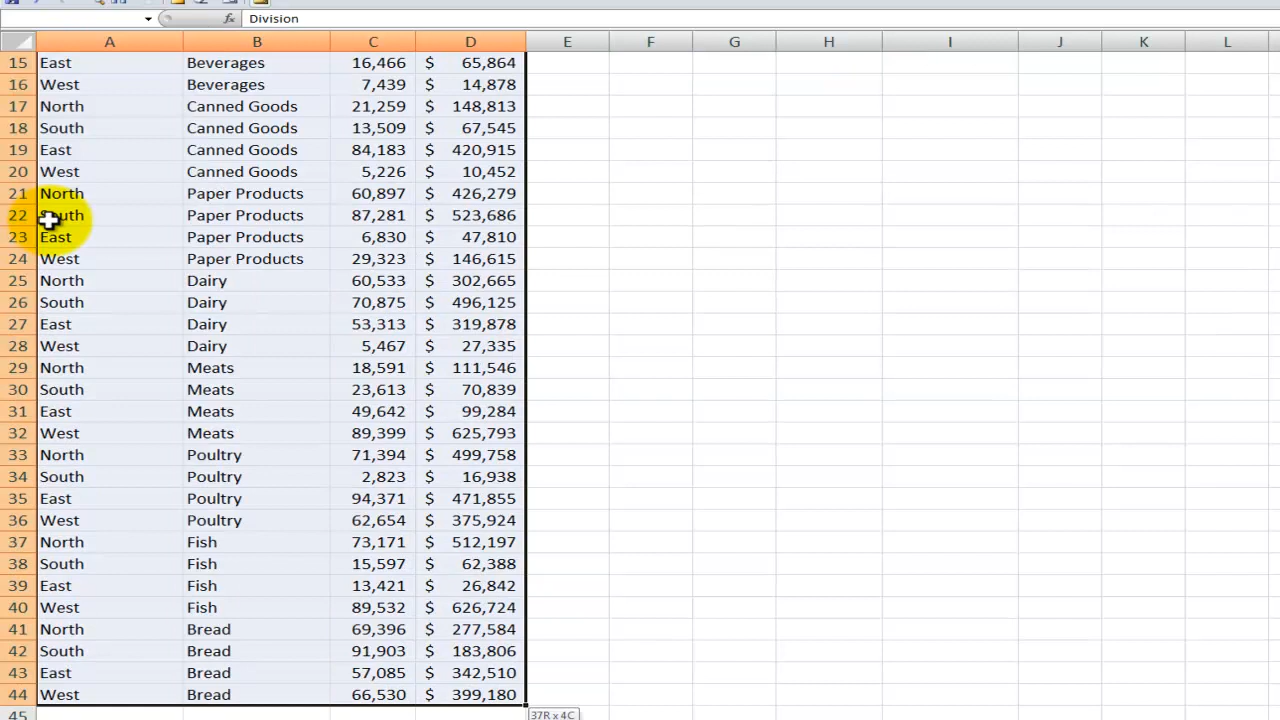 Division
A B C D E F G H I J K L
15 East Beverages 16,466 $ 65,864
16 West Beverages 7,439 $ 14,878
17 North Canned Goods 21,259 $ 148,813
18 South Canned Goods 13,509 $ 67,545
19 East Canned Goods 84,183 $ 420,915
20 West Canned Goods 5,226 $ 10,452
21 North Paper Products 60,897 $ 426,279
22 South Paper Products 87,281 $ 523,686
23 East Paper Products 6,830 $ 47,810
24 West Paper Products 29,323 $ 146,615
25 North Dairy 60,533 $ 302,665
26 South Dairy 70,875 $ 496,125
27 East Dairy 53,313 $ 319,878
28 West Dairy 5,467 $ 27,335
29 North Meats 18,591 $ 111,546
30 South Meats 23,613 $ 70,839
31 East Meats 49,642 $ 99,284
32 West Meats 89,399 $ 625,793
33 North Poultry 71,394 $ 499,758
34 South Poultry 2,823 $ 16,938
35 East Poultry 94,371 $ 471,855
36 West Poultry 62,654 $ 375,924
37 North Fish 73,171 $ 512,197
38 South Fish 15,597 $ 62,388
39 East Fish 13,421 $ 26,842
40 West Fish 89,532 $ 626,724
41 North Bread 69,396 $ 277,584
42 South Bread 91,903 $ 183,806
43 East Bread 57,085 $ 342,510
44 West Bread 66,530 $ 399,180
45 37R x 4C